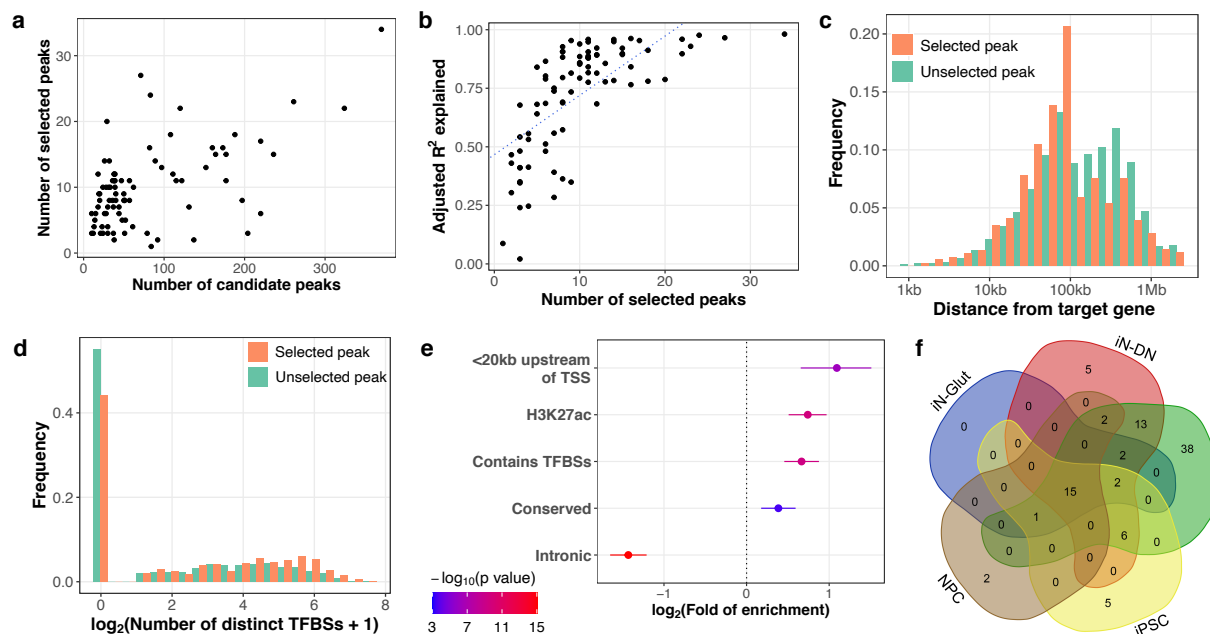 a
Number of selected peaks
30
20
10
0
0
100
200
300
Number of candidate peaks
b
Adjusted R² explained
1.00
0.75
0.50
0.25
0.00
0
10
20
30
Number of selected peaks
c
Frequency
0.20
0.15
0.10
0.05
0.00
Selected peak
Unselected peak
1kb
10kb
100kb
1Mb
Distance from target gene
d
Frequency
0.4
0.2
0.0
Selected peak
Unselected peak
0
2
4
6
8
log₂(Number of distinct TFBSs + 1)
e
<20kb upstream
of TSS
H3K27ac
Contains TFBSs
Conserved
Intronic
−log₁₀(p value)
3 7 11 15
-1
0
1
log₂(Fold of enrichment)
f
iN-DN
iN-Glut
NPC
iPSC
5
0
0
2
13
38
0
0
0
0
2
0
0
0
15
2
0
0
1
0
6
0
0
0
0
0
2
0
5